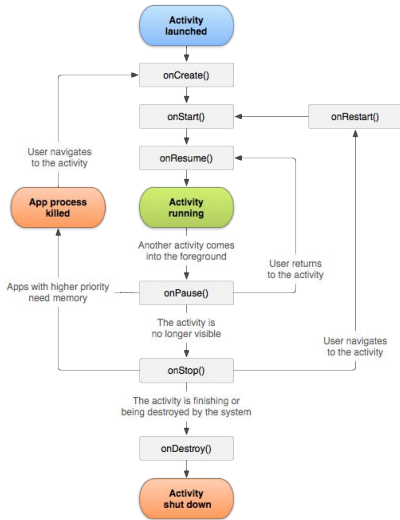 Activity
launched
onCreate()
onStart()
onRestart()
User navigates
to the activity
onResume()
App process
killed
Activity
running
Another activity comes
into the foreground
User returns
to the activity
Apps with higher priority
need memory
onPause()
The activity is
no longer visible
User navigates
to the activity
onStop()
The activity is finishing or
being destroyed by the system
onDestroy()
Activity
shut down